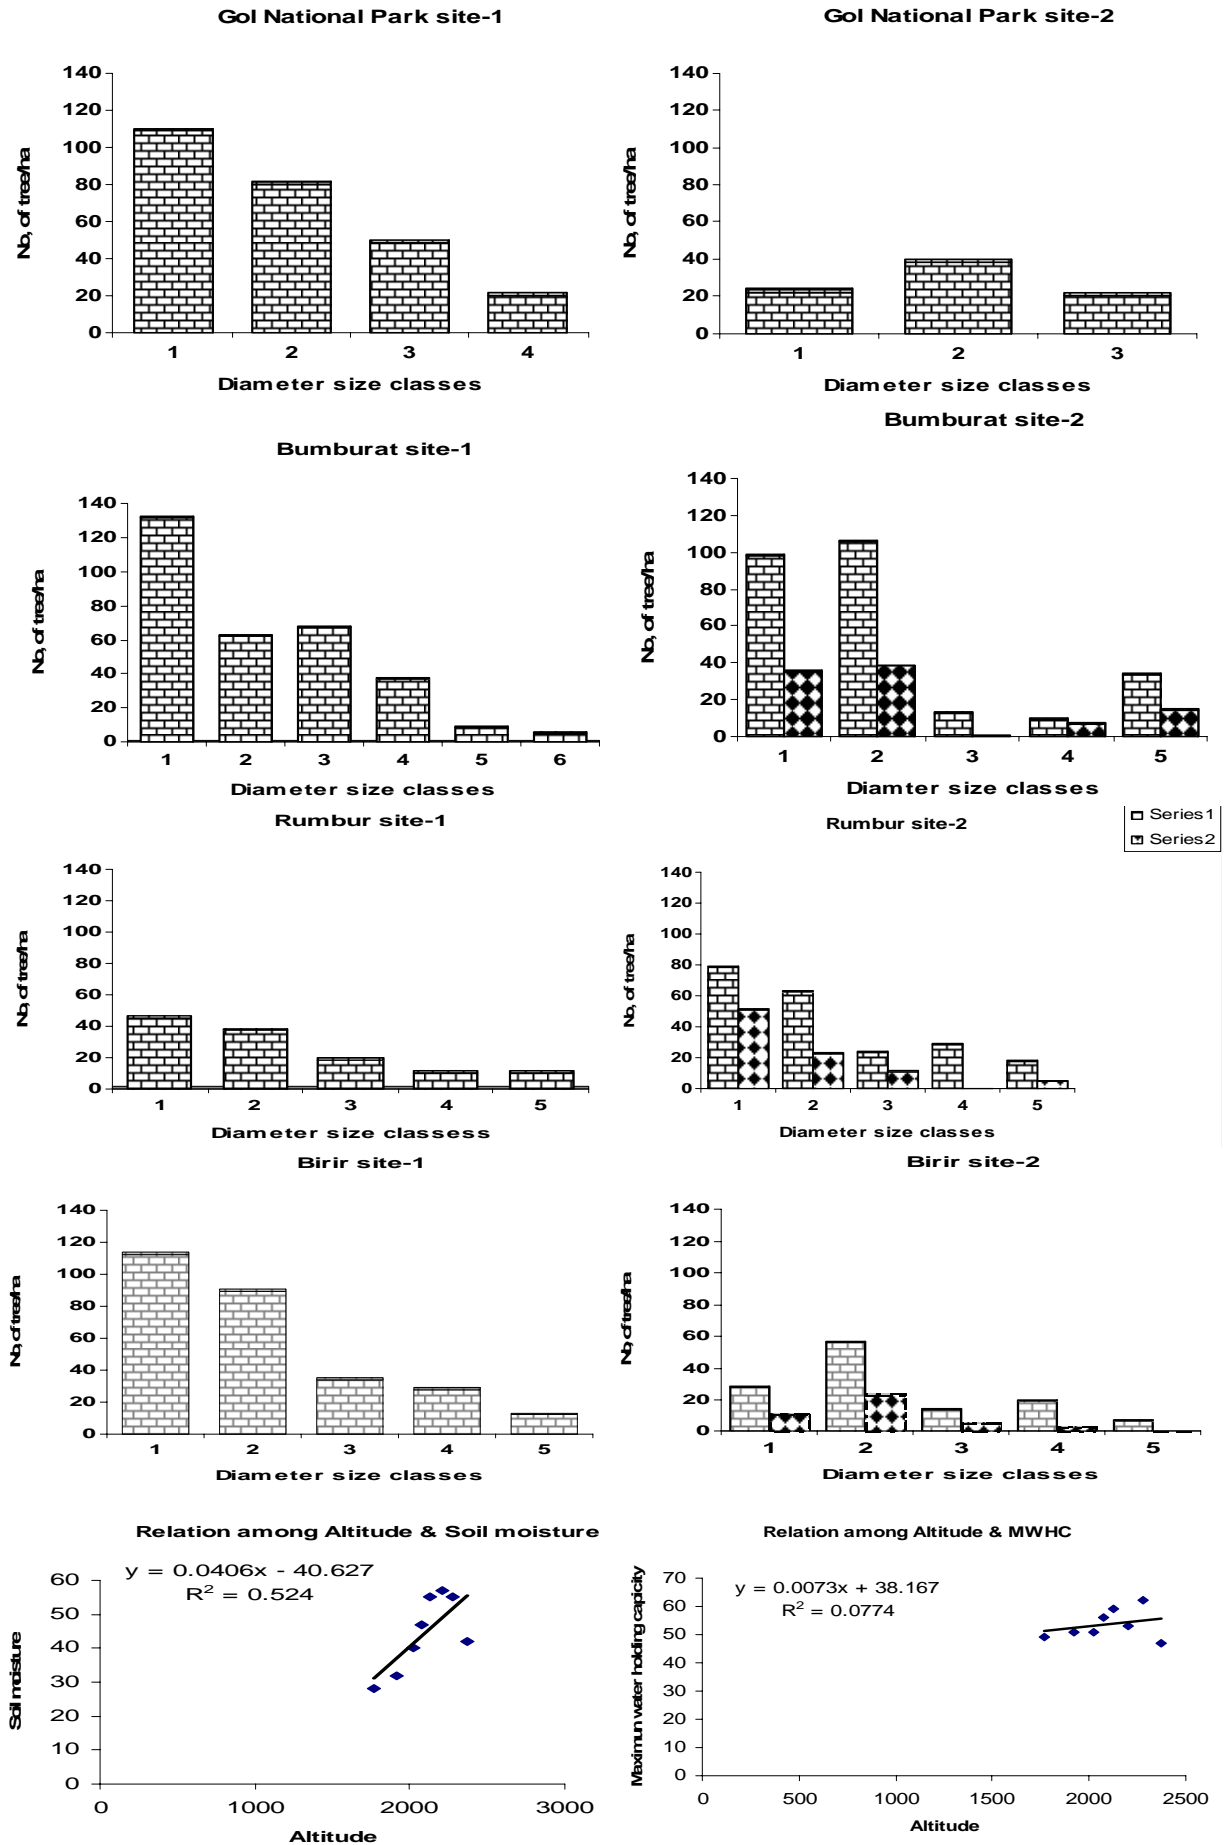 Gol National Park site-1
No, of tree/ha
140
120
100
80
60
40
20
0
1 2 3 4
Diameter size classes
Gol National Park site-2
No, of tree/ha
140
120
100
80
60
40
20
0
1 2 3
Diameter size classes
Bumburat site-1
No, of tree/ha
140
120
100
80
60
40
20
0
1 2 3 4 5 6
Diameter size classes
Bumburat site-2
No, of tree/ha
140
120
100
80
60
40
20
0
1 2 3 4 5
Diamter size classes
Rumbur site-1
No, of tree/ha
140
120
100
80
60
40
20
0
1 2 3 4 5
Diameter size classess
Rumbur site-2
Series1
Series2
No, of tree/ha
140
120
100
80
60
40
20
0
1 2 3 4 5
Diameter size classes
Birir site-1
No, of tree/ha
140
120
100
80
60
40
20
0
1 2 3 4 5
Diameter size classes
Birir site-2
No, of tree/ha
140
120
100
80
60
40
20
0
1 2 3 4 5
Diameter size classes
Relation among Altitude & Soil moisture
y = 0.0406x - 40.627
R² = 0.524
Soil moisture
60
50
40
30
20
10
0
0 1000 2000 3000
Altitude
Relation among Altitude & MWHC
y = 0.0073x + 38.167
R² = 0.0774
Maximun water holding capicity
70
60
50
40
30
20
10
0
0 500 1000 1500 2000 2500
Altitude